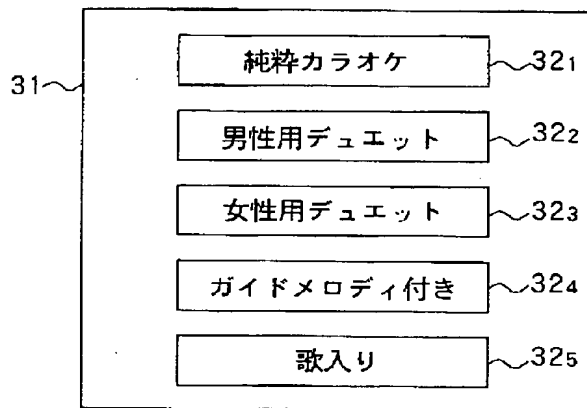 純粋カラオケ 32₁
31
男性用デュエット 32₂
女性用デュエット 32₃
ガイドメロディ付き 32₄
歌入り 32₅